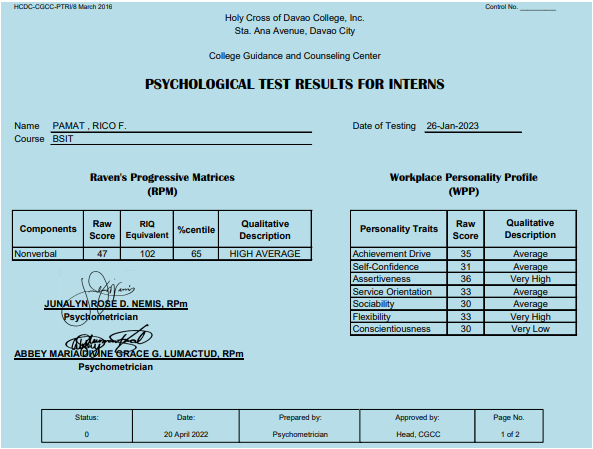 HCDC-CGCC-PTRI/8 March 2016
Control No. __________
Holy Cross of Davao College, Inc.
Sta. Ana Avenue, Davao City
College Guidance and Counseling Center
PSYCHOLOGICAL TEST RESULTS FOR INTERNS
Name PAMAT , RICO F.
Date of Testing 26-Jan-2023
Course BSIT
Raven's Progressive Matrices
(RPM)
Components Raw Score RIQ Equivalent %centile Qualitative Description
Nonverbal 47 102 65 HIGH AVERAGE
JUNALYN ROSE D. NEMIS, RPm
Psychometrician
ABBEY MARIA DIVINE GRACE G. LUMACTUD, RPm
Psychometrician
Workplace Personality Profile
(WPP)
Personality Traits Raw Score Qualitative Description
Achievement Drive 35 Average
Self-Confidence 31 Average
Assertiveness 36 Very High
Service Orientation 33 Average
Sociability 30 Average
Flexibility 33 Very High
Conscientiousness 30 Very Low
Status: Date: Prepared by: Approved by: Page No.
0 20 April 2022 Psychometrician Head, CGCC 1 of 2